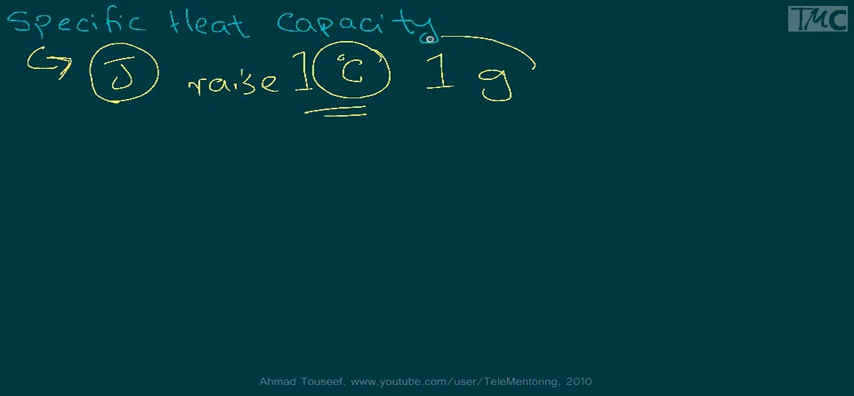 Specific Heat Capacity
TMC
J raise 1 °C 1 g
Ahmad Touseef, www.youtube.com/user/TeleMentoring, 2010